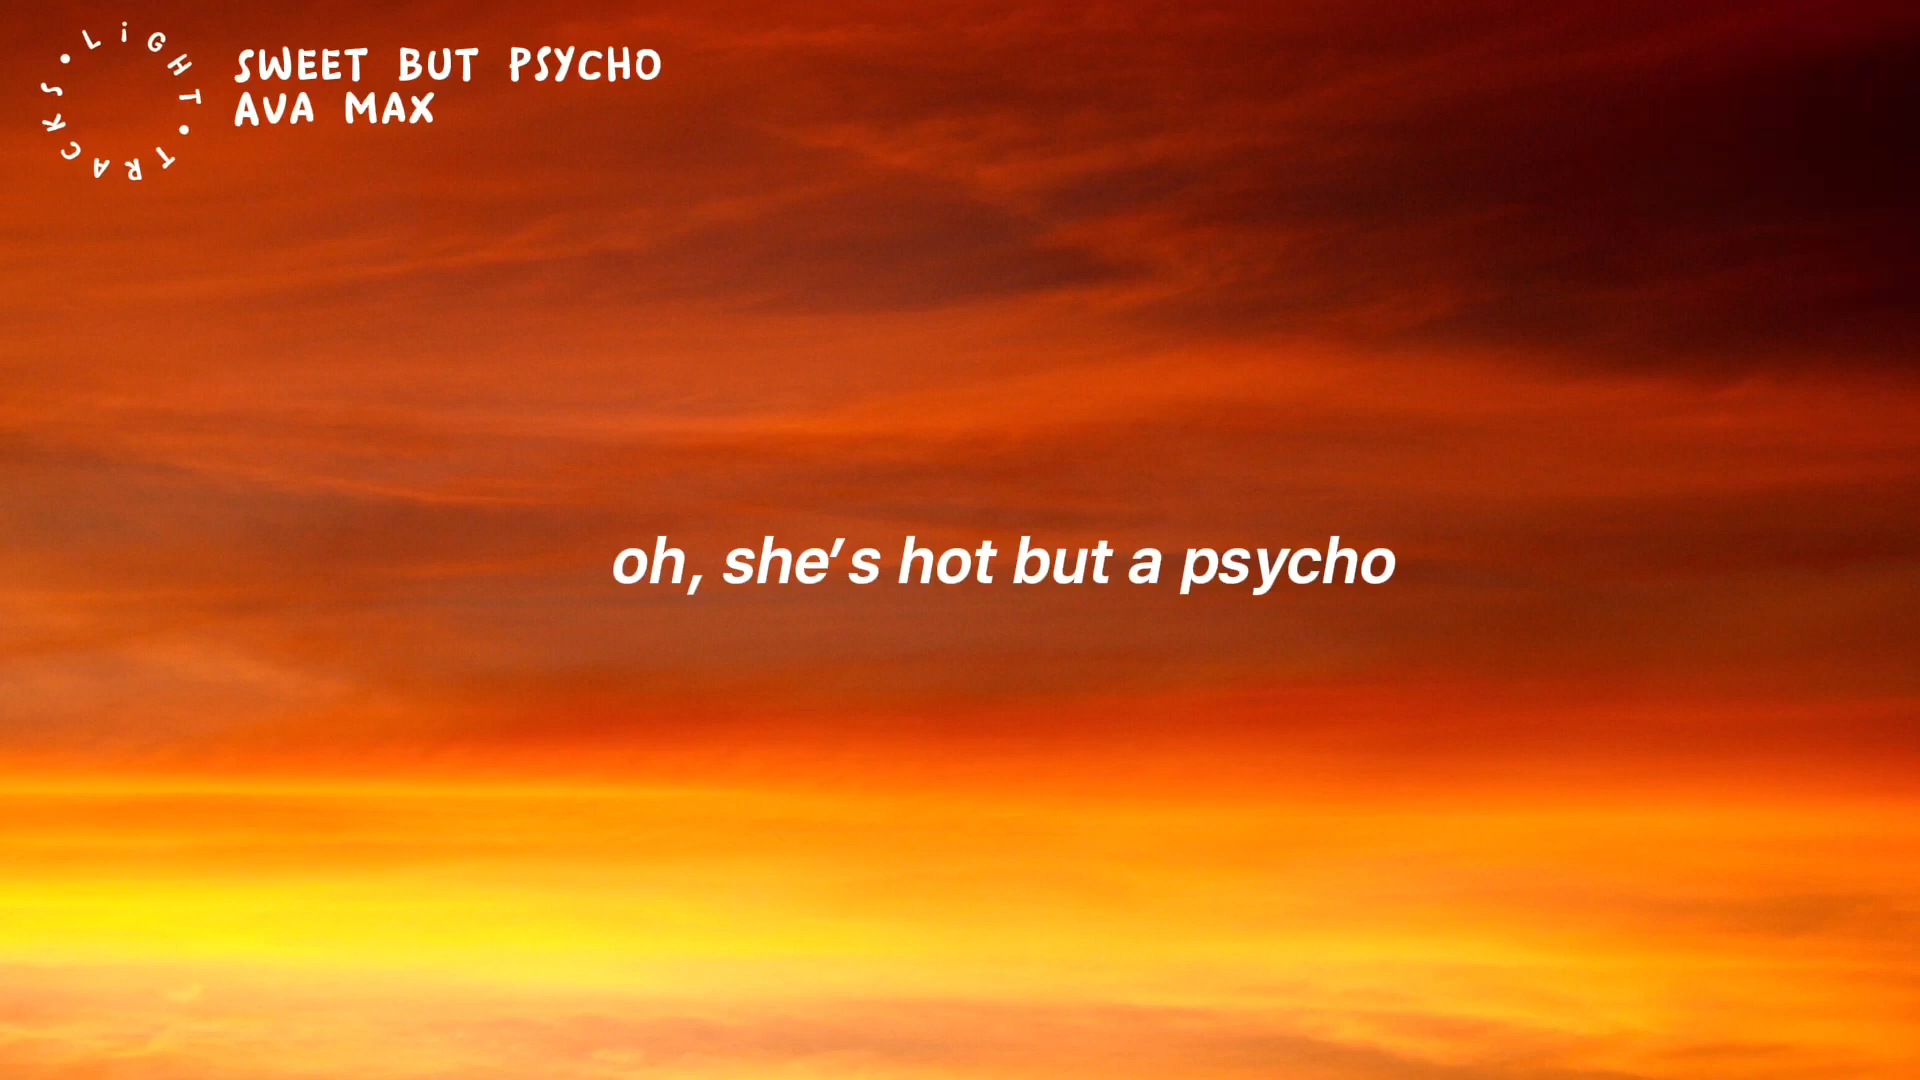 LiGHT • TRACKS •
SWEET BUT PSYCHO
AVA MAX
oh, she's hot but a psycho